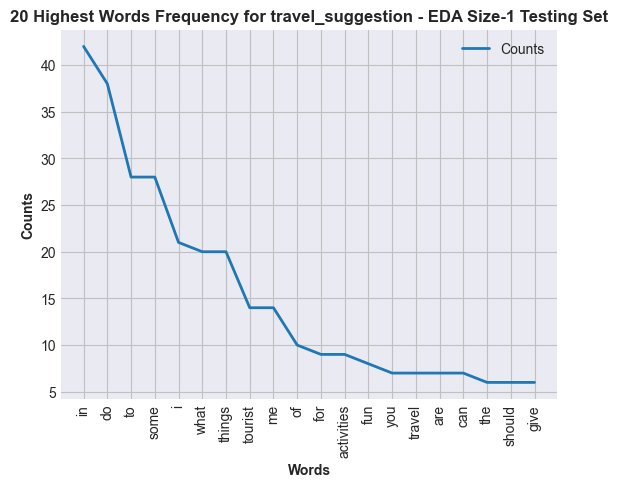 20 Highest Words Frequency for travel_suggestion - EDA Size-1 Testing Set
Counts
40
35
30
25
20
15
10
5
Counts
in
do
to
some
i
what
things
tourist
me
of
for
activities
fun
you
travel
are
can
the
should
give
Words